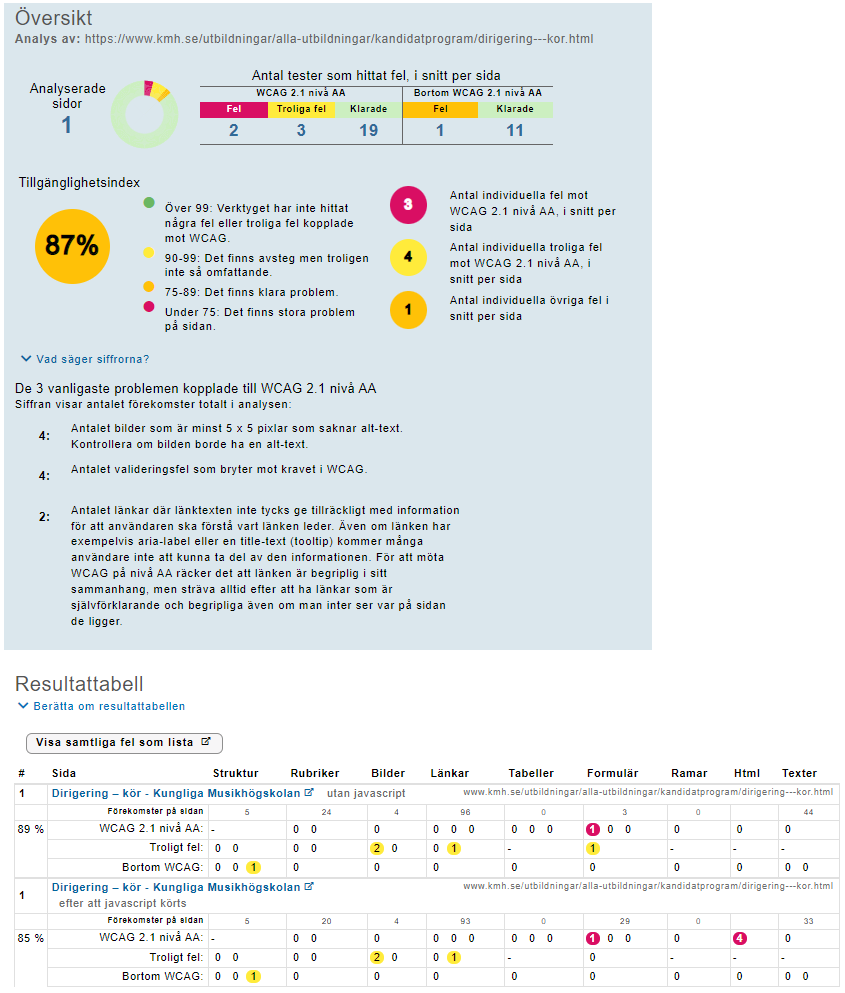 Översikt
Analys av: https://www.kmh.se/utbildningar/alla-utbildningar/kandidatprogram/dirigering---kor.html
Analyserade sidor
1
Antal tester som hittat fel, i snitt per sida
WCAG 2.1 nivå AA Bortom WCAG 2.1 nivå AA
Fel Troliga fel Klarade Fel Klarade
2 3 19 1 11
Tillgänglighetsindex
87%
Över 99: Verktyget har inte hittat
några fel eller troliga fel kopplade
mot WCAG.
90-99: Det finns avsteg men troligen
inte så omfattande.
75-89: Det finns klara problem.
Under 75: Det finns stora problem
på sidan.
3
Antal individuella fel mot
WCAG 2.1 nivå AA, i snitt per
sida
4
Antal individuella troliga fel
mot WCAG 2.1 nivå AA, i
snitt per sida
1
Antal individuella övriga fel i
snitt per sida
Vad säger siffrorna?
De 3 vanligaste problemen kopplade till WCAG 2.1 nivå AA
Siffran visar antalet förekomster totalt i analysen:
4: Antalet bilder som är minst 5 x 5 pixlar som saknar alt-text.
Kontrollera om bilden borde ha en alt-text.
4: Antalet valideringsfel som bryter mot kravet i WCAG.
2: Antalet länkar där länktexten inte tycks ge tillräckligt med information
för att användaren ska förstå vart länken leder. Även om länken har
exempelvis aria-label eller en title-text (tooltip) kommer många
användare inte att kunna ta del av den informationen. För att möta
WCAG på nivå AA räcker det att länken är begriplig i sitt
sammanhang, men sträva alltid efter att ha länkar som är
självförklarande och begripliga även om man inter ser var på sidan
de ligger.
Resultattabell
Berätta om resultattabellen
Visa samtliga fel som lista
# Sida Struktur Rubriker Bilder Länkar Tabeller Formulär Ramar Html Texter
1 Dirigering – kör - Kungliga Musikhögskolan utan javascript www.kmh.se/utbildningar/alla-utbildningar/kandidatprogram/dirigering---kor.html
Förekomster på sidan 5 24 4 96 0 3 0 44
89 % WCAG 2.1 nivå AA: - 0 0 0 0 0 0 0 0 0 1 0 0 0 0 0
Troligt fel: 0 0 2 0 0 1 - 1 - - -
Bortom WCAG: 0 0 1 0 0 0 0 0 0 0 0 0
1 Dirigering – kör - Kungliga Musikhögskolan www.kmh.se/utbildningar/alla-utbildningar/kandidatprogram/dirigering---kor.html
efter att javascript körts
Förekomster på sidan 5 20 4 93 0 29 0 33
85 % WCAG 2.1 nivå AA: - 0 0 0 0 0 0 0 0 0 1 0 0 0 4 0
Troligt fel: 0 0 2 0 0 1 - 0 - - -
Bortom WCAG: 0 0 1 0 0 0 0 0 0 0 0 0